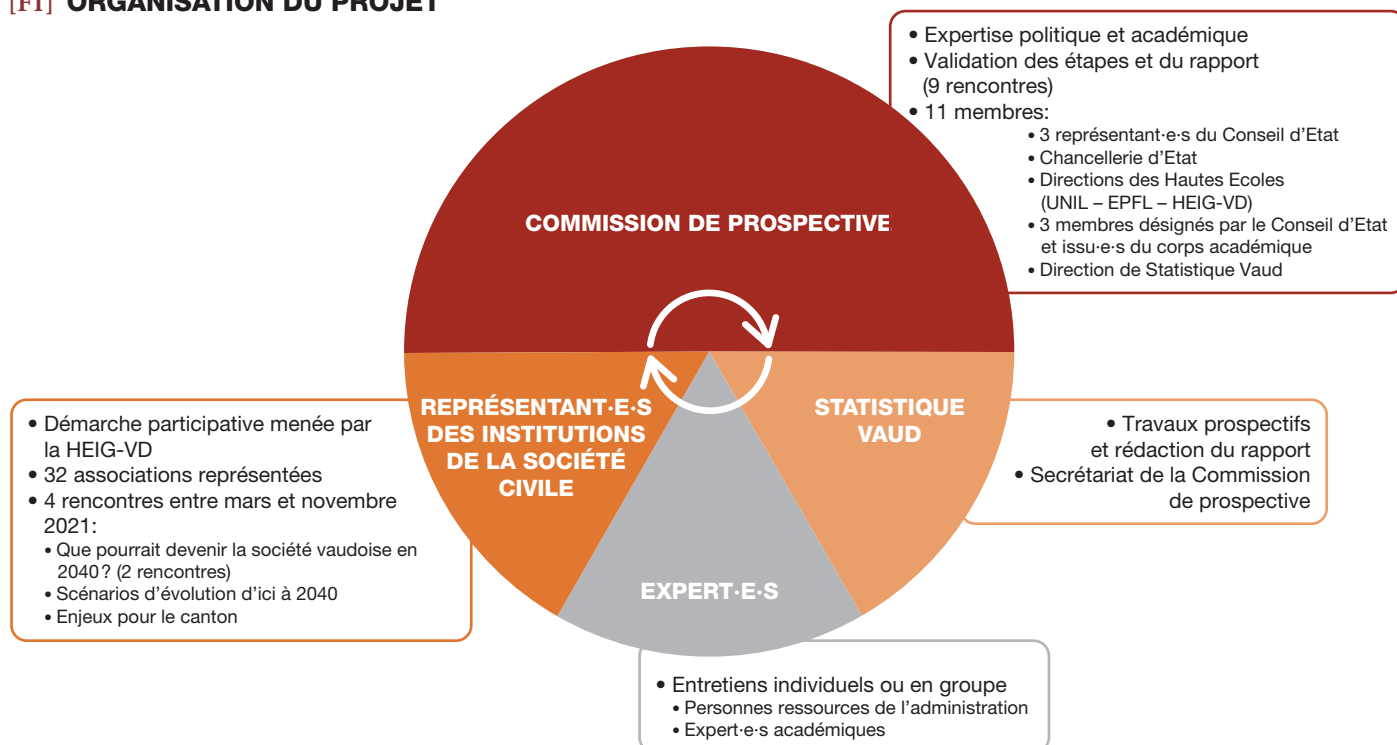 [F1] ORGANISATION DU PROJET
• Expertise politique et académique
• Validation des étapes et du rapport
(9 rencontres)
• 11 membres:
• 3 représentant·e·s du Conseil d'Etat
• Chancellerie d'Etat
• Directions des Hautes Ecoles
(UNIL – EPFL – HEIG-VD)
• 3 membres désignés par le Conseil d'Etat
et issu·e·s du corps académique
• Direction de Statistique Vaud
COMMISSION DE PROSPECTIVE
REPRÉSENTANT·E·S
DES INSTITUTIONS
DE LA SOCIÉTÉ
CIVILE
STATISTIQUE
VAUD
EXPERT·E·S
• Démarche participative menée par
la HEIG-VD
• 32 associations représentées
• 4 rencontres entre mars et novembre
2021:
• Que pourrait devenir la société vaudoise en
2040? (2 rencontres)
• Scénarios d'évolution d'ici à 2040
• Enjeux pour le canton
• Travaux prospectifs
et rédaction du rapport
• Secrétariat de la Commission
de prospective
• Entretiens individuels ou en groupe
• Personnes ressources de l'administration
• Expert·e·s académiques